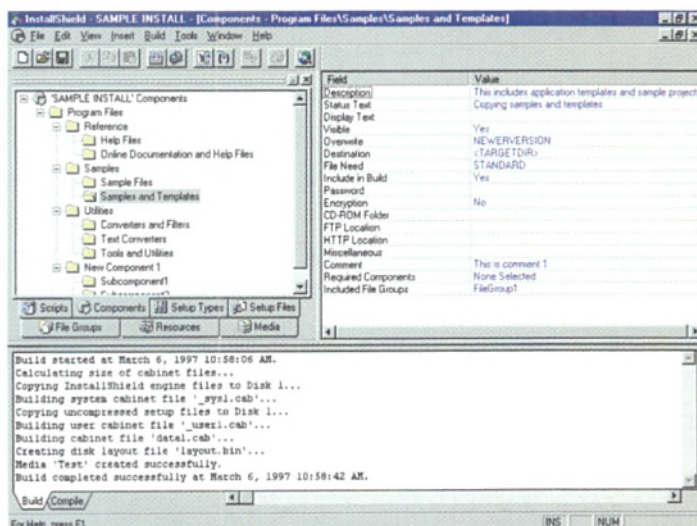 InstallShield - SAMPLE INSTALL - [Components - Program Files\Samples\Samples and Templates]
File Edit View Insert Build Tools Window Help
'SAMPLE INSTALL' Components
Program Files
Reference
Help Files
Online Documentation and Help Files
Samples
Sample Files
Samples and Templates
Utilities
Converters and Filters
Text Converters
Tools and Utilities
New Component 1
Subcomponent1
Scripts Components Setup Types Setup Files
File Groups Resources Media
Field Value
Description This includes application templates and sample project
Status Text Copying samples and templates
Display Text
Visible Yes
Overwrite NEWERVERSION
Destination <TARGETDIR>
File Need STANDARD
Include in Build Yes
Password
Encryption No
CD-ROM Folder
FTP Location
HTTP Location
Miscellaneous
Comment This is comment 1
Required Components None Selected
Included File Groups FileGroup1
Build started at March 6, 1997 10:58:06 AM.
Calculating size of cabinet files...
Copying InstallShield engine files to Disk 1...
Building system cabinet file '_sys1.cab'...
Copying uncompressed setup files to Disk 1...
Building user cabinet file '_user1.cab'...
Building cabinet file 'data1.cab'...
Creating disk layout file 'layout.bin'...
Media 'Test' created successfully.
Build completed successfully at March 6, 1997 10:58:42 AM.
Build Compile
For Help, press F1 INS NUM